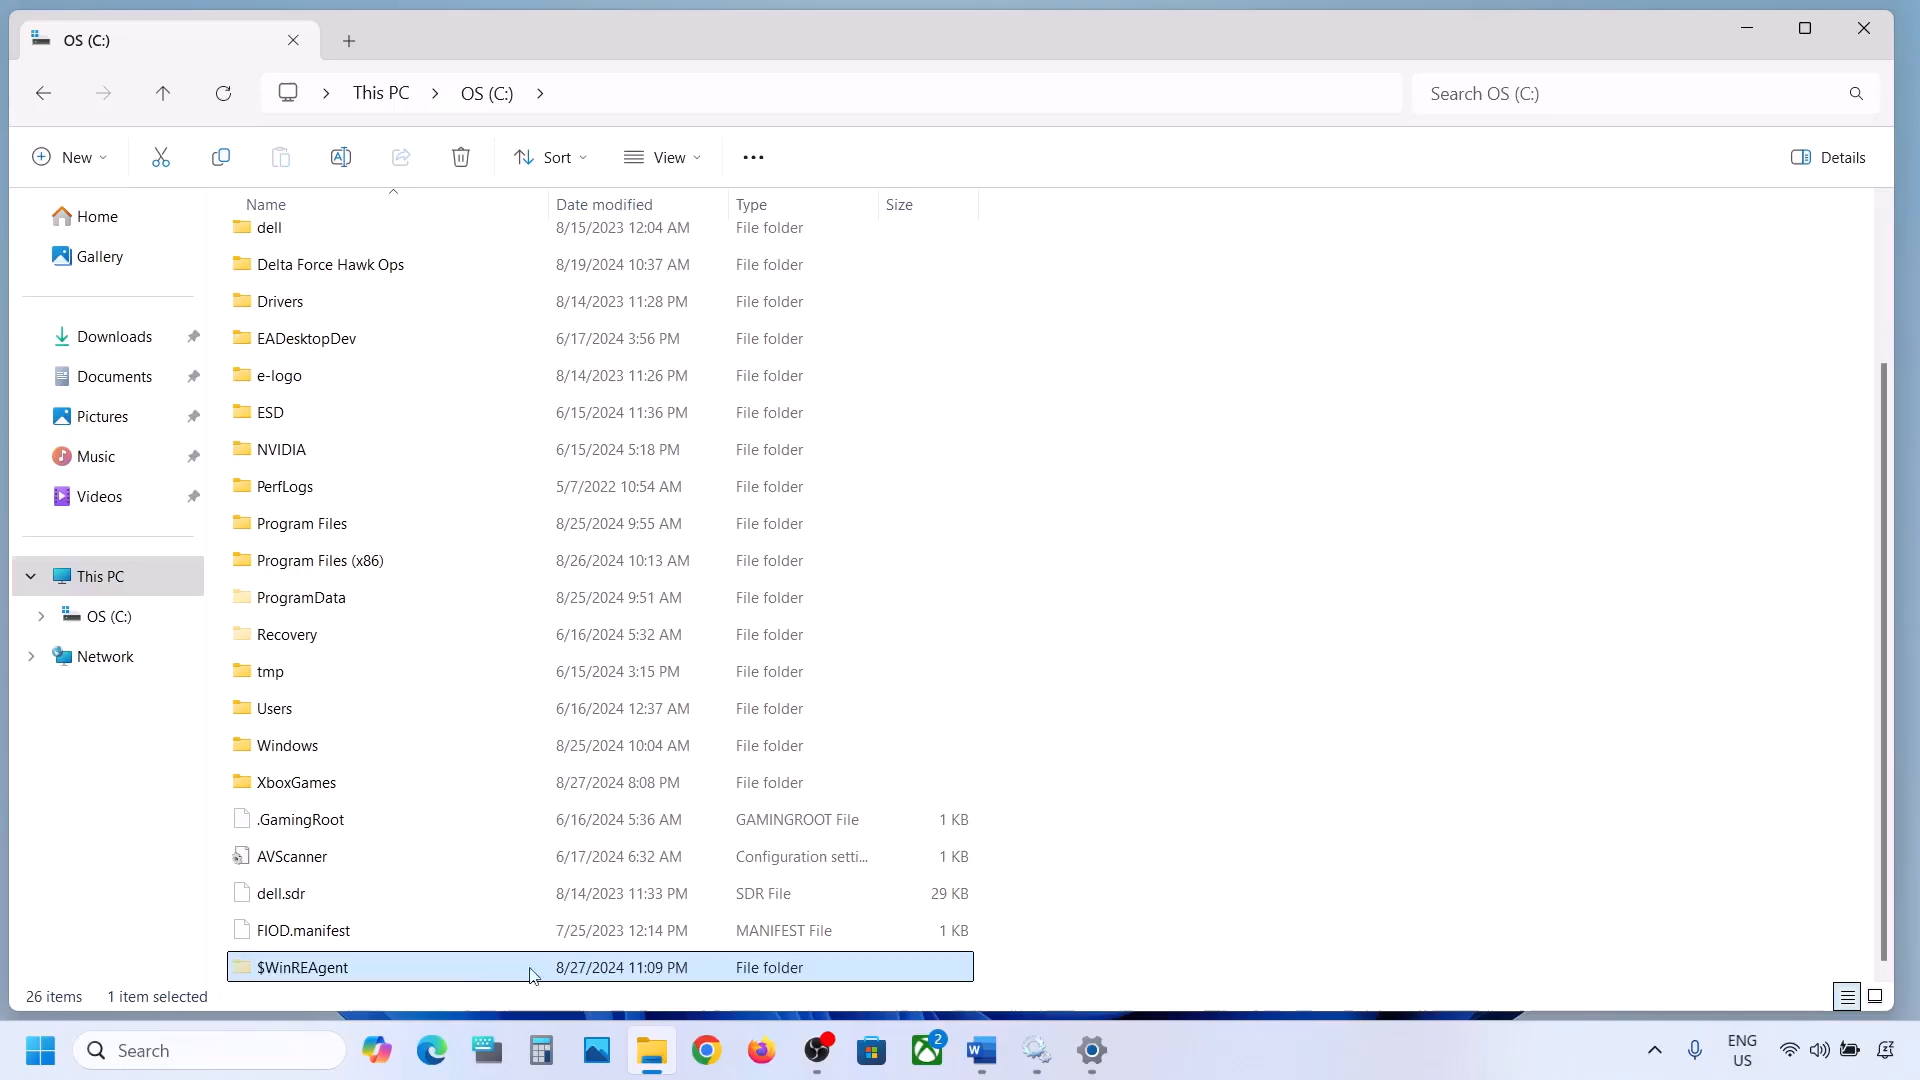 OS (C:)
This PC OS (C:)
Search OS (C:)
New Sort View Details
Name Date modified Type Size
dell 8/15/2023 12:04 AM File folder
Delta Force Hawk Ops 8/19/2024 10:37 AM File folder
Drivers 8/14/2023 11:28 PM File folder
EADesktopDev 6/17/2024 3:56 PM File folder
e-logo 8/14/2023 11:26 PM File folder
ESD 6/15/2024 11:36 PM File folder
NVIDIA 6/15/2024 5:18 PM File folder
PerfLogs 5/7/2022 10:54 AM File folder
Program Files 8/25/2024 9:55 AM File folder
Program Files (x86) 8/26/2024 10:13 AM File folder
ProgramData 8/25/2024 9:51 AM File folder
Recovery 6/16/2024 5:32 AM File folder
tmp 6/15/2024 3:15 PM File folder
Users 6/16/2024 12:37 AM File folder
Windows 8/25/2024 10:04 AM File folder
XboxGames 8/27/2024 8:08 PM File folder
.GamingRoot 6/16/2024 5:36 AM GAMINGROOT File 1 KB
AVScanner 6/17/2024 6:32 AM Configuration setti... 1 KB
dell.sdr 8/14/2023 11:33 PM SDR File 29 KB
FIOD.manifest 7/25/2023 12:14 PM MANIFEST File 1 KB
$WinREAgent 8/27/2024 11:09 PM File folder
Home
Gallery
Downloads
Documents
Pictures
Music
Videos
This PC
OS (C:)
Network
26 items 1 item selected
Search
2
ENG
US